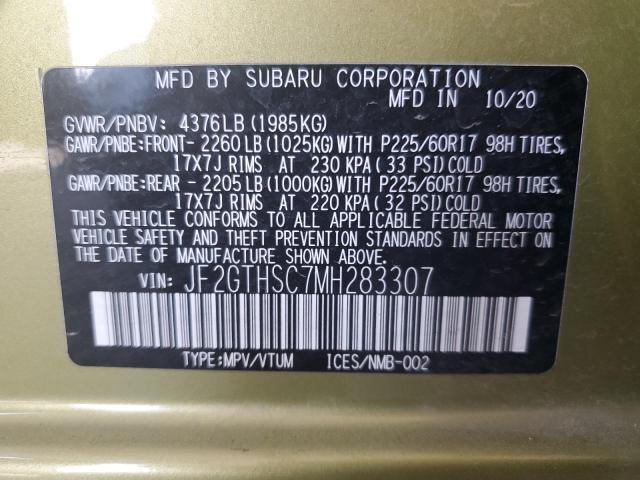 MFD BY SUBARU CORPORATION
MFD IN 10/20
GVWR/PNBV: 4376LB (1985KG)
GAWR/PNBE:FRONT- 2260 LB (1025KG) WITH P225/60R17 98H TIRES,
17X7J RIMS AT 230 KPA (33 PSI) COLD
GAWR/PNBE:REAR - 2205 LB (1000KG) WITH P225/60R17 98H TIRES,
17X7J RIMS AT 220 KPA (32 PSI) COLD
THIS VEHICLE CONFORMS TO ALL APPLICABLE FEDERAL MOTOR
VEHICLE SAFETY AND THEFT PREVENTION STANDARDS IN EFFECT ON
THE DATE OF MANUFACTURE SHOWN ABOVE.
VIN: JF2GTHSC7MH283307
TYPE:MPV/VTUM ICES/NMB-002